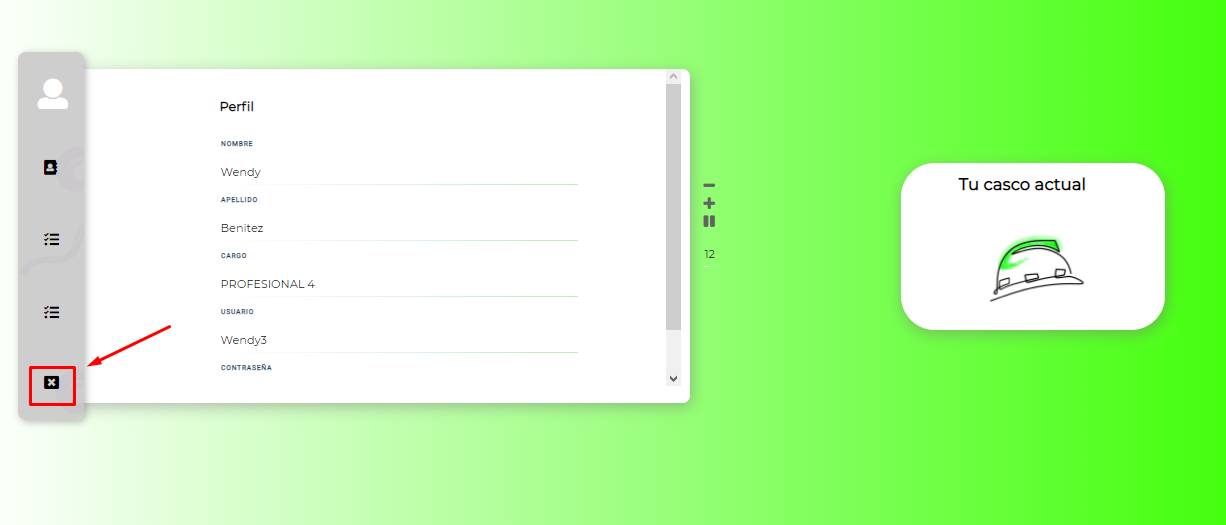 Perfil
NOMBRE
Wendy
APELLIDO
Benitez
CARGO
PROFESIONAL 4
USUARIO
Wendy3
CONTRASEÑA
12
Tu casco actual